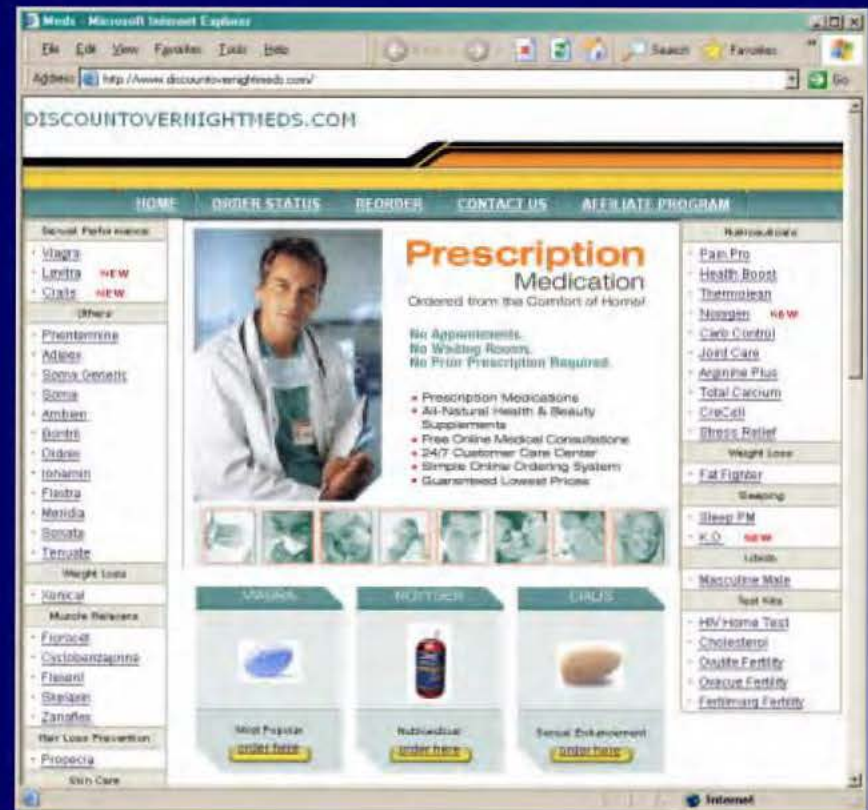 Meds - Microsoft Internet Explorer
File Edit View Favorites Tools Help
Search Favorites
Address http://www.discountovernightmeds.com/
Go
DISCOUNTOVERNIGHTMEDS.COM
HOME ORDER STATUS REORDER CONTACT US AFFILIATE PROGRAM
Sexual Performance
Viagra
Levitra NEW
Cialis NEW
Others
Phentermine
Adipex
Soma Generic
Soma
Ambien
Bontril
Didrex
Ionamin
Flextra
Meridia
Sonata
Tenuate
Weight Loss
Xenical
Muscle Relaxers
Fioricet
Cyclobenzaprine
Flexeril
Skelaxin
Zanaflex
Hair Loss Prevention
Propecia
Skin Care
Prescription
Medication
Ordered from the Comfort of Home!
No Appointments.
No Waiting Rooms.
No Prior Prescription Required.
Prescription Medications
All-Natural Health & Beauty
Supplements
Free Online Medical Consultations
24/7 Customer Care Center
Simple Online Ordering System
Guaranteed Lowest Prices
VIAGRA
Most Popular
order here
Nutriceutical
order here
CIALIS
Sexual Enhancement
order here
Nutriceuticals
Pain Pro
Health Boost
Thermolean
NEW
Carb Control
Joint Care
Arginine Plus
Total Calcium
CreCell
Stress Relief
Weight Loss
Fat Fighter
Sleeping
Sleep PM
K.O. NEW
Libido
Masculine Male
Test Kits
HIV Home Test
Cholesterol
Ovulite Fertility
Ovacue Fertility
Fertimarq Fertility
Internet